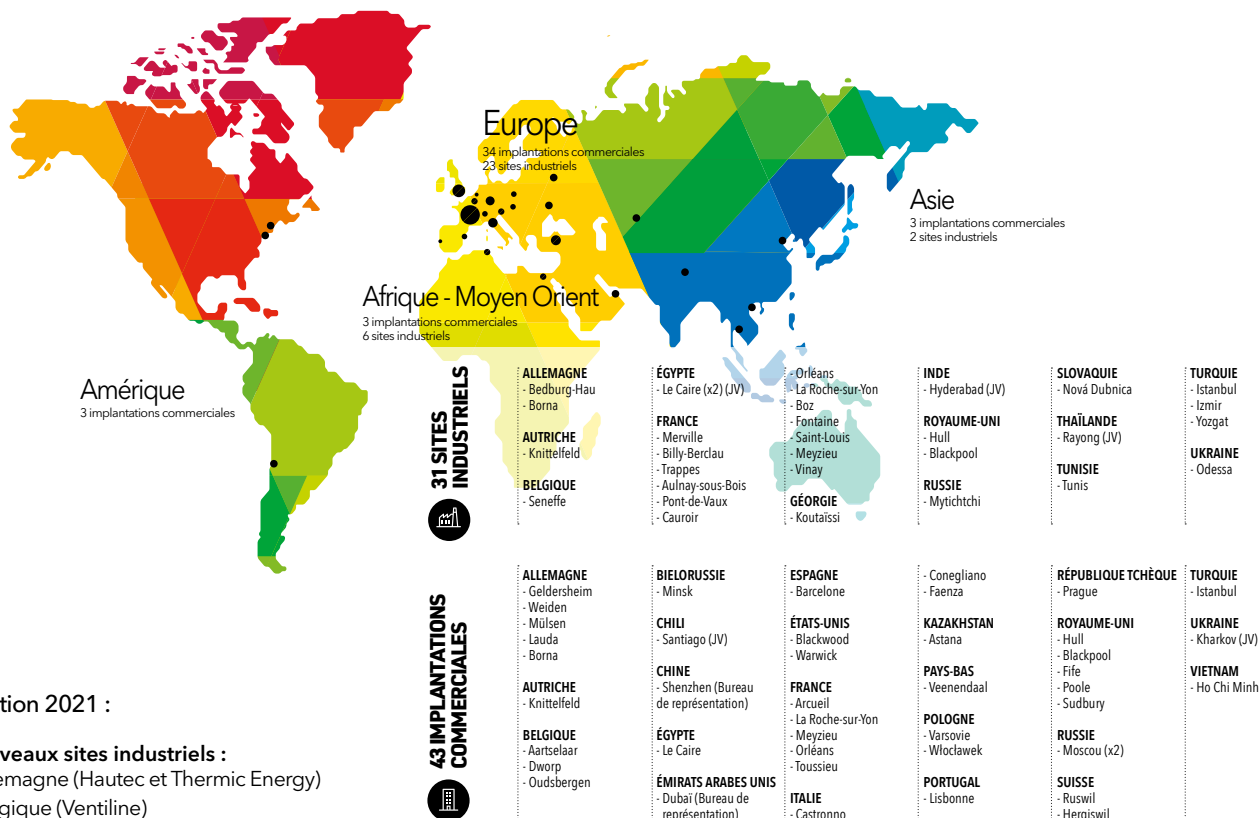 Europe
34 implantations commerciales
23 sites industriels
Asie
3 implantations commerciales
2 sites industriels
Afrique - Moyen Orient
3 implantations commerciales
6 sites industriels
Amérique
3 implantations commerciales
31 SITES
INDUSTRIELS
ALLEMAGNE
- Bedburg-Hau
- Borna
AUTRICHE
- Knittelfeld
BELGIQUE
- Seneffe
ÉGYPTE
- Le Caire (x2) (JV)
FRANCE
- Merville
- Billy-Berclau
- Trappes
- Aulnay-sous-Bois
- Pont-de-Vaux
- Cauroir
- Orléans
- La Roche-sur-Yon
- Boz
- Fontaine
- Saint-Louis
- Meyzieu
- Vinay
GÉORGIE
- Koutaïssi
INDE
- Hyderabad (JV)
ROYAUME-UNI
- Hull
- Blackpool
RUSSIE
- Mytichtchi
SLOVAQUIE
- Nová Dubnica
THAÏLANDE
- Rayong (JV)
TUNISIE
- Tunis
TURQUIE
- Istanbul
- Izmir
- Yozgat
UKRAINE
- Odessa
43 IMPLANTATIONS
COMMERCIALES
ALLEMAGNE
- Geldersheim
- Weiden
- Mülsen
- Lauda
- Borna
AUTRICHE
- Knittelfeld
BELGIQUE
- Aartselaar
- Dworp
- Oudsbergen
BIELORUSSIE
- Minsk
CHILI
- Santiago (JV)
CHINE
- Shenzhen (Bureau
de représentation)
ÉGYPTE
- Le Caire
ÉMIRATS ARABES UNIS
- Dubaï (Bureau de
représentation)
ESPAGNE
- Barcelone
ÉTATS-UNIS
- Blackwood
- Warwick
FRANCE
- Arcueil
- La Roche-sur-Yon
- Meyzieu
- Orléans
- Toussieu
ITALIE
- Castronno
- Conegliano
- Faenza
KAZAKHSTAN
- Astana
PAYS-BAS
- Veenendaal
POLOGNE
- Varsovie
- Włocławek
PORTUGAL
- Lisbonne
RÉPUBLIQUE TCHÈQUE
- Prague
ROYAUME-UNI
- Hull
- Blackpool
- Fife
- Poole
- Sudbury
RUSSIE
- Moscou (x2)
SUISSE
- Ruswil
- Hergiswil
TURQUIE
- Istanbul
UKRAINE
- Kharkov (JV)
VIETNAM
- Ho Chi Minh
tion 2021 :
veaux sites industriels :
emagne (Hautec et Thermic Energy)
gique (Ventiline)